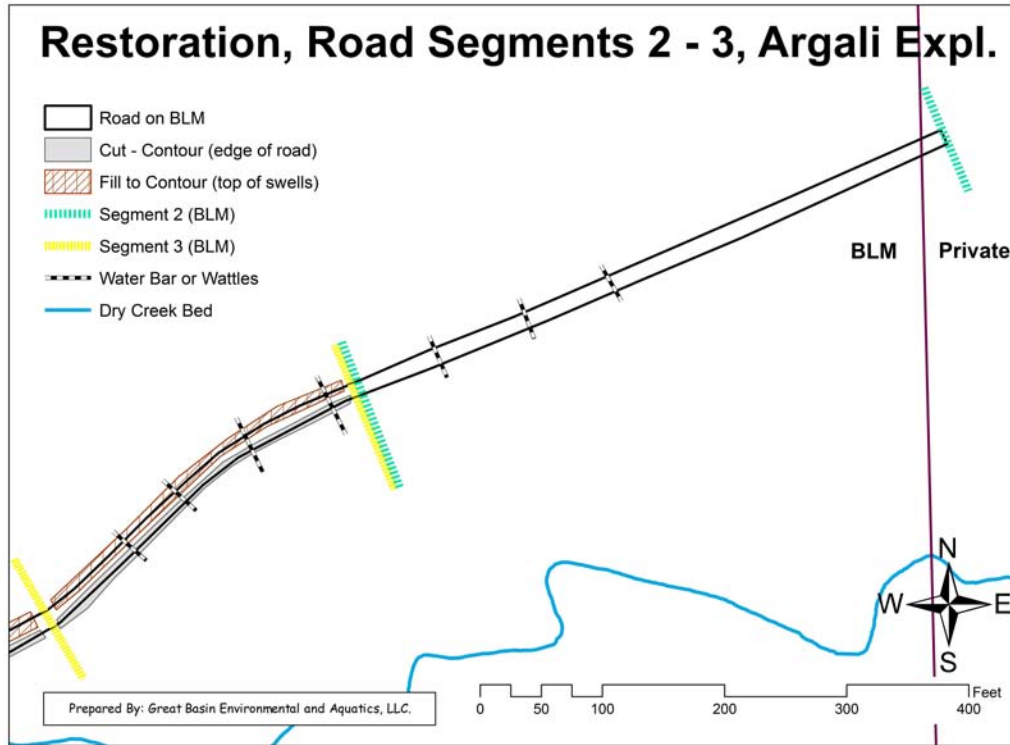 Restoration, Road Segments 2 - 3, Argali Expl.
Road on BLM
Cut - Contour (edge of road)
Fill to Contour (top of swells)
Segment 2 (BLM)
Segment 3 (BLM)
Water Bar or Wattles
Dry Creek Bed
BLM Private
N
W E
S
Prepared By: Great Basin Environmental and Aquatics, LLC.
Feet
0 50 100 200 300 400